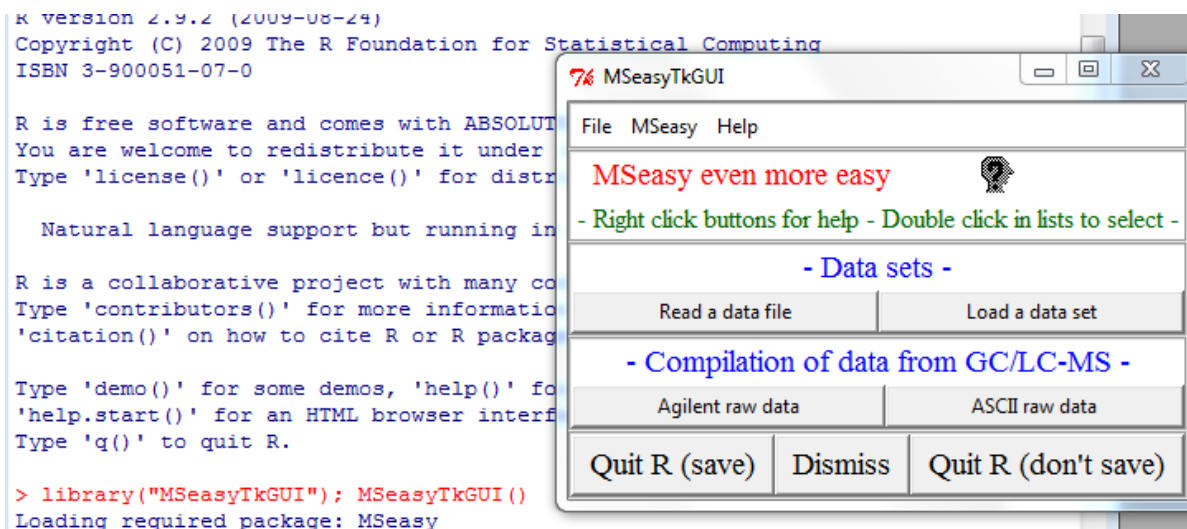 R version 2.9.2 (2009-08-24)
Copyright (C) 2009 The R Foundation for Statistical Computing
ISBN 3-900051-07-0
R is free software and comes with ABSOLUT
You are welcome to redistribute it under
Type 'license()' or 'licence()' for distr
Natural language support but running in
R is a collaborative project with many co
Type 'contributors()' for more informatio
'citation()' on how to cite R or R packag
Type 'demo()' for some demos, 'help()' fo
'help.start()' for an HTML browser interf
Type 'q()' to quit R.
> library("MSeasyTkGUI"); MSeasyTkGUI()
Loading required package: MSeasy
MSeasyTkGUI
File MSeasy Help
MSeasy even more easy
- Right click buttons for help - Double click in lists to select -
- Data sets -
Read a data file Load a data set
- Compilation of data from GC/LC-MS -
Agilent raw data ASCII raw data
Quit R (save) Dismiss Quit R (don't save)